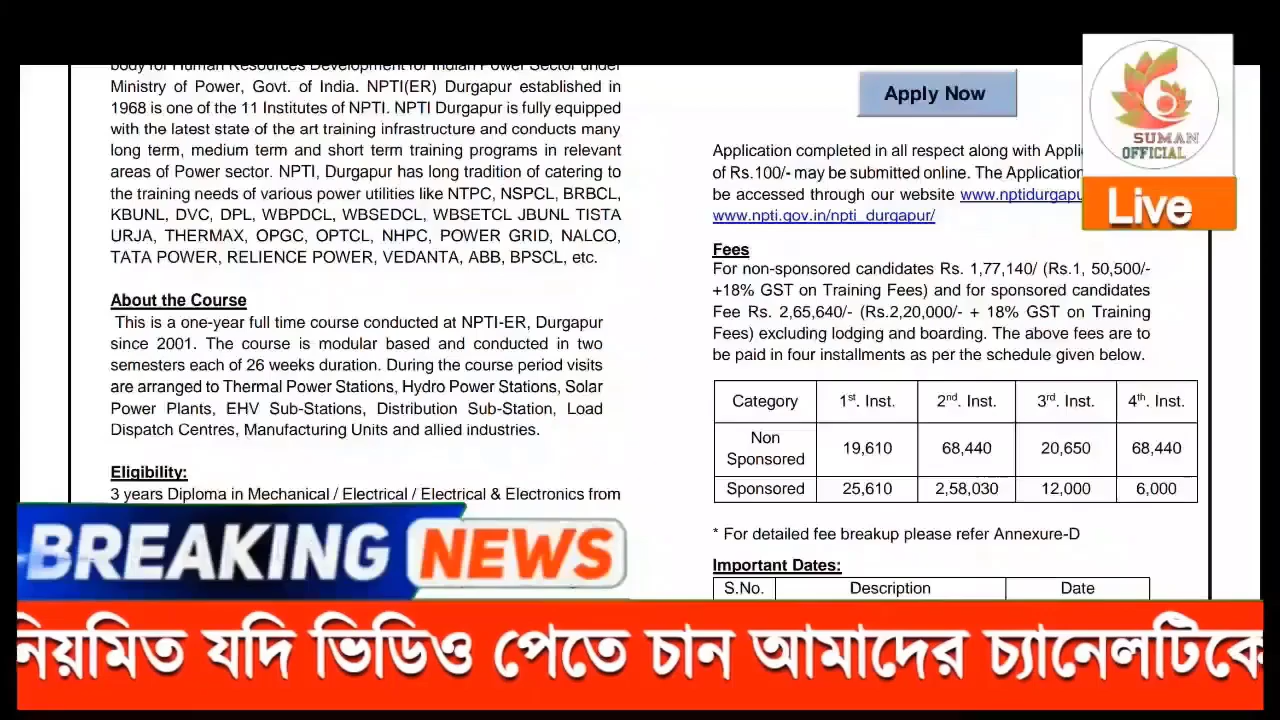 body for Human Resources Development for Indian Power Sector under
Ministry of Power, Govt. of India. NPTI(ER) Durgapur established in
1968 is one of the 11 Institutes of NPTI. NPTI Durgapur is fully equipped
with the latest state of the art training infrastructure and conducts many
long term, medium term and short term training programs in relevant
areas of Power sector. NPTI, Durgapur has long tradition of catering to
the training needs of various power utilities like NTPC, NSPCL, BRBCL,
KBUNL, DVC, DPL, WBPDCL, WBSEDCL, WBSETCL JBUNL TISTA
URJA, THERMAX, OPGC, OPTCL, NHPC, POWER GRID, NALCO,
TATA POWER, RELIENCE POWER, VEDANTA, ABB, BPSCL, etc.
About the Course
This is a one-year full time course conducted at NPTI-ER, Durgapur
since 2001. The course is modular based and conducted in two
semesters each of 26 weeks duration. During the course period visits
are arranged to Thermal Power Stations, Hydro Power Stations, Solar
Power Plants, EHV Sub-Stations, Distribution Sub-Station, Load
Dispatch Centres, Manufacturing Units and allied industries.
Eligibility:
3 years Diploma in Mechanical / Electrical / Electrical & Electronics from
Apply Now
Application completed in all respect along with Appli
of Rs.100/- may be submitted online. The Application
be accessed through our website www.nptidurgapu
www.npti.gov.in/npti_durgapur/
Fees
For non-sponsored candidates Rs. 1,77,140/ (Rs.1, 50,500/-
+18% GST on Training Fees) and for sponsored candidates
Fee Rs. 2,65,640/- (Rs.2,20,000/- + 18% GST on Training
Fees) excluding lodging and boarding. The above fees are to
be paid in four installments as per the schedule given below.
Category 1st. Inst. 2nd. Inst. 3rd. Inst. 4th. Inst.
Non Sponsored 19,610 68,440 20,650 68,440
Sponsored 25,610 2,58,030 12,000 6,000
* For detailed fee breakup please refer Annexure-D
Important Dates:
S.No. Description Date
SUMAN
OFFICIAL
Live
BREAKING NEWS
নিয়মিত যদি ভিডিও পেতে চান আমাদের চ্যানেলটিকে